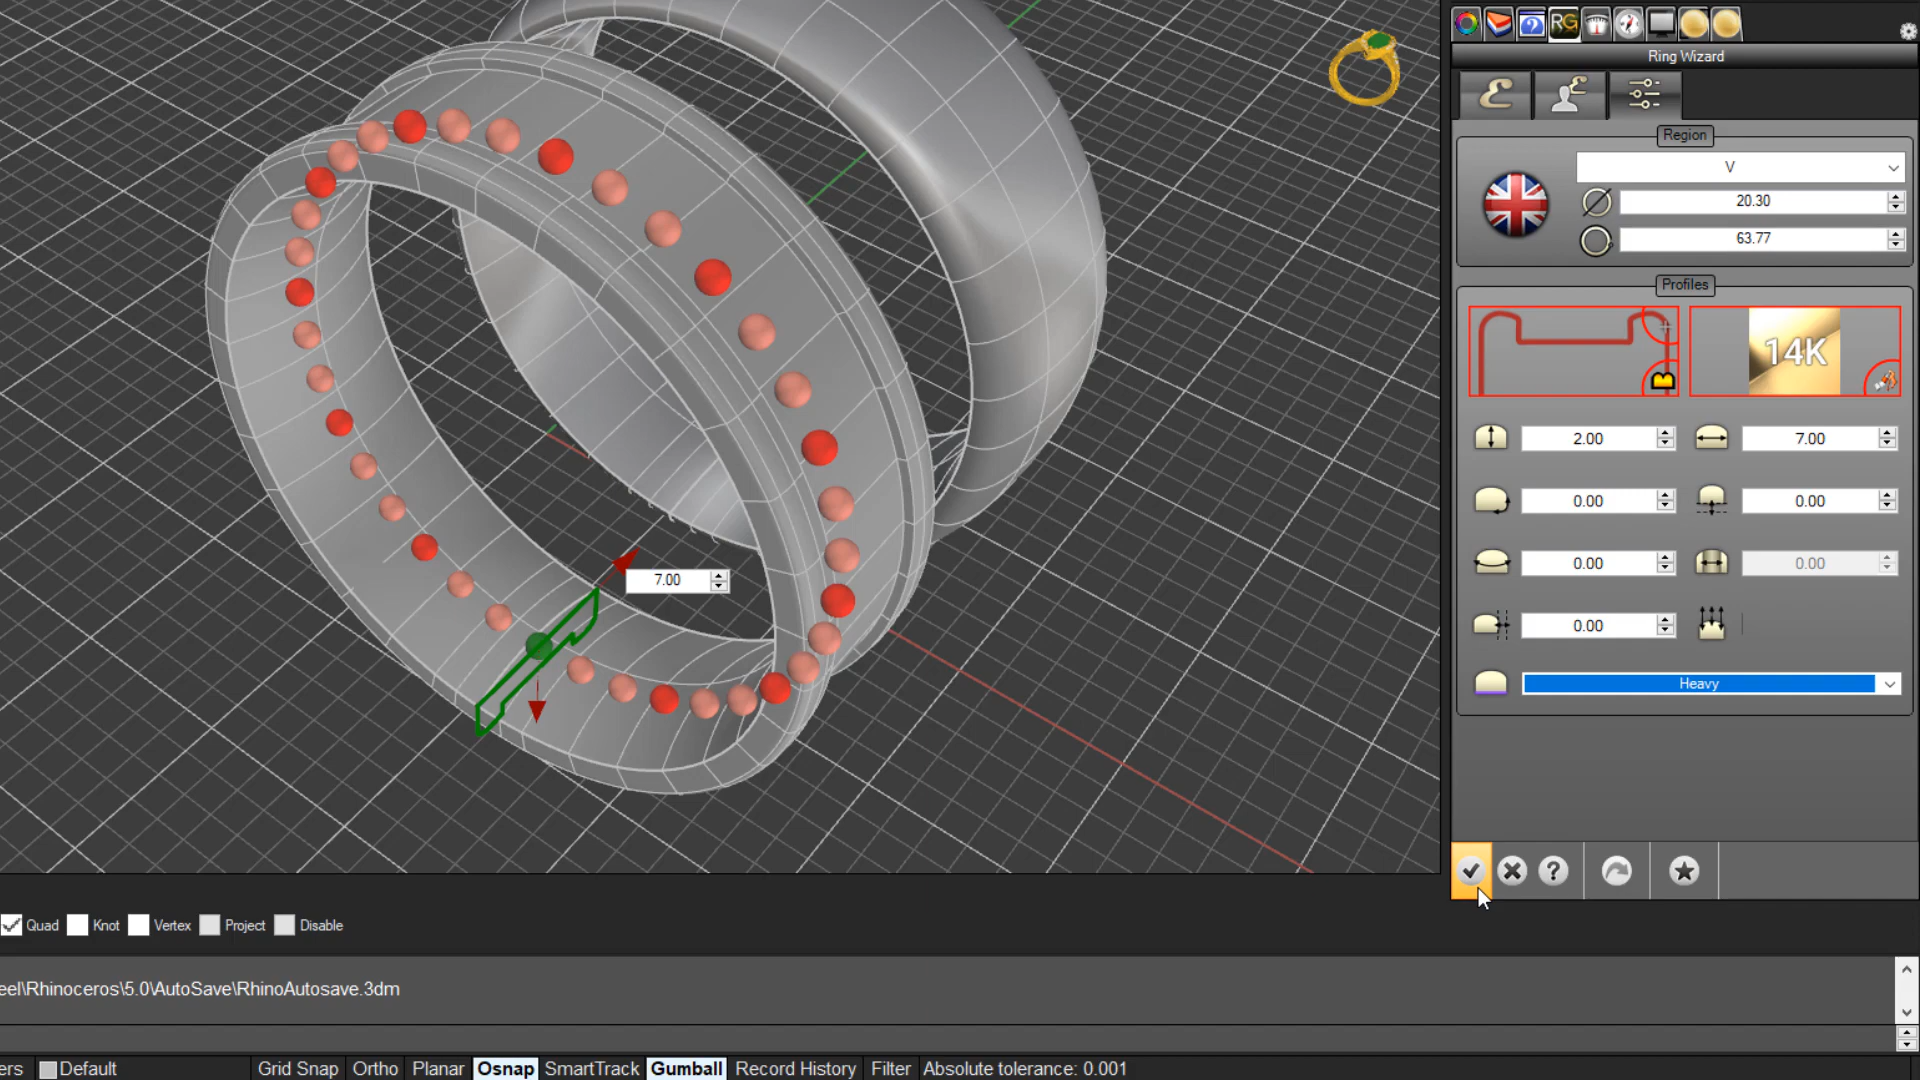 RG
Ring Wizard
Region
V
20.30
63.77
Profiles
14K
2.00
7.00
0.00
0.00
0.00
0.00
0.00
Heavy
7.00
Quad
Knot
Vertex
Project
Disable
eel\Rhinoceros\5.0\AutoSave\RhinoAutosave.3dm
ers
Default
Grid Snap
Ortho
Planar
Osnap
SmartTrack
Gumball
Record History
Filter
Absolute tolerance: 0.001